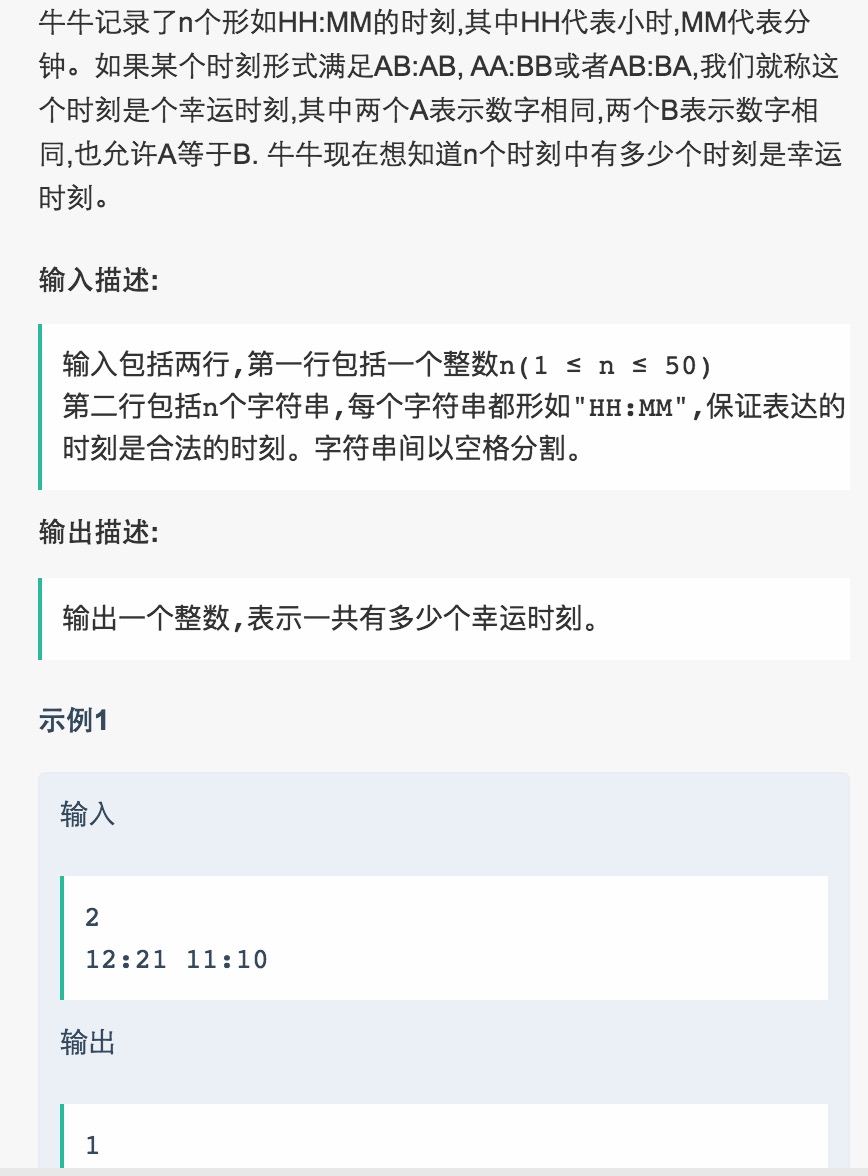 牛牛记录了n个形如HH:MM的时刻,其中HH代表小时,MM代表分
钟。如果某个时刻形式满足AB:AB, AA:BB或者AB:BA,我们就称这
个时刻是个幸运时刻,其中两个A表示数字相同,两个B表示数字相
同,也允许A等于B. 牛牛现在想知道n个时刻中有多少个时刻是幸运
时刻。
输入描述:
输入包括两行,第一行包括一个整数n(1 ≤ n ≤ 50)
第二行包括n个字符串,每个字符串都形如"HH:MM",保证表达的
时刻是合法的时刻。字符串间以空格分割。
输出描述:
输出一个整数,表示一共有多少个幸运时刻。
示例1
输入
2
12:21 11:10
输出
1